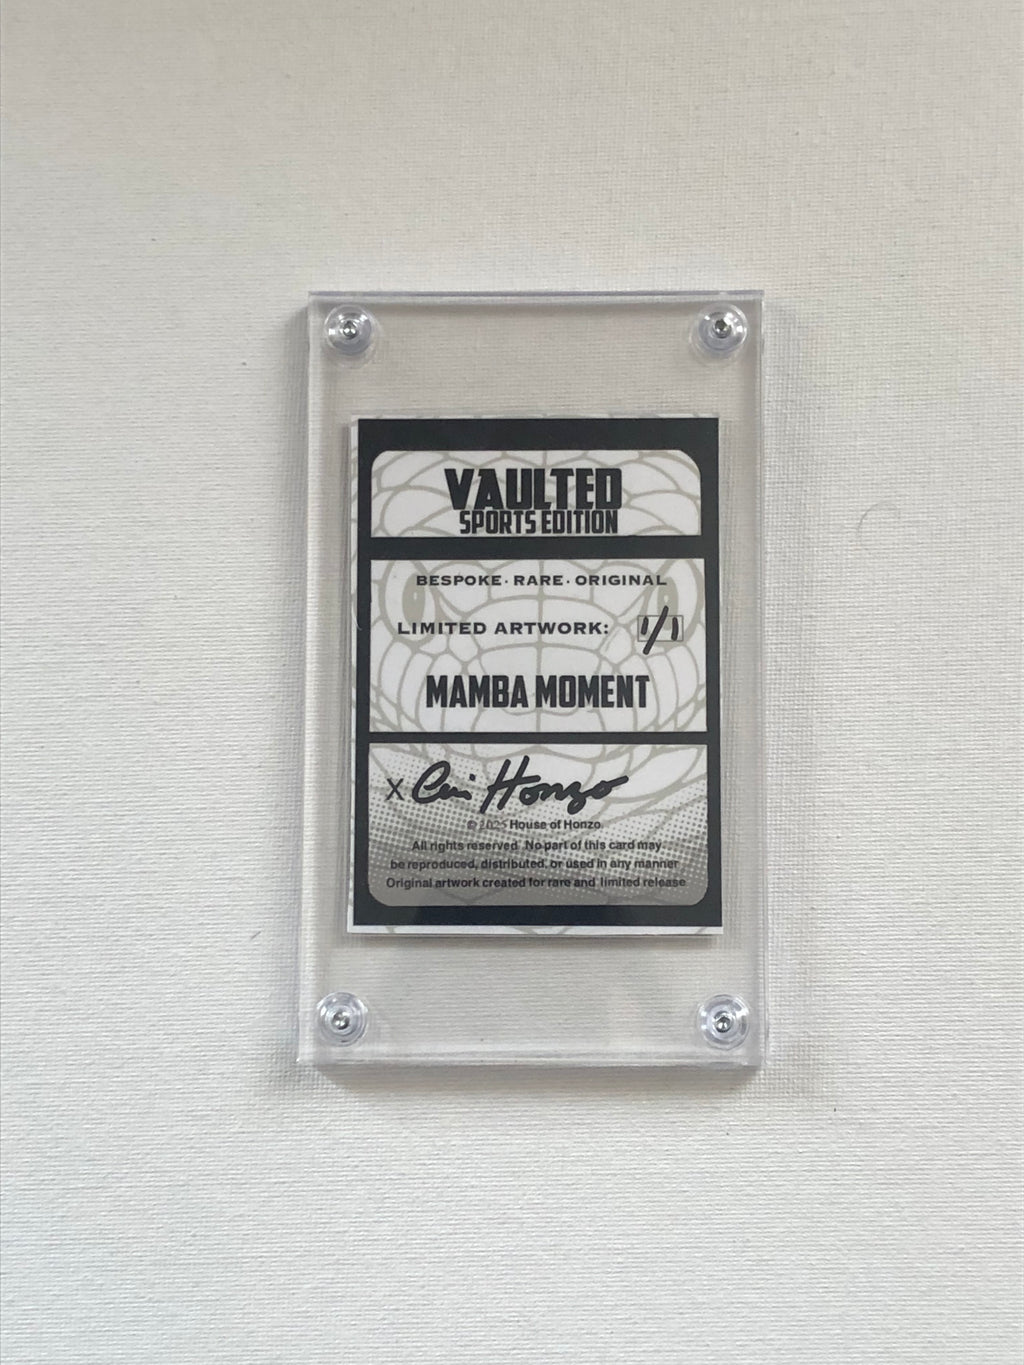 VAULTED
SPORTS EDITION
BESPOKE · RARE · ORIGINAL
LIMITED ARTWORK: 1/1
MAMBA MOMENT
X Honzo
© 2025 House of Honzo.
All rights reserved. No part of this card may
be reproduced, distributed, or used in any manner
Original artwork created for rare and limited release